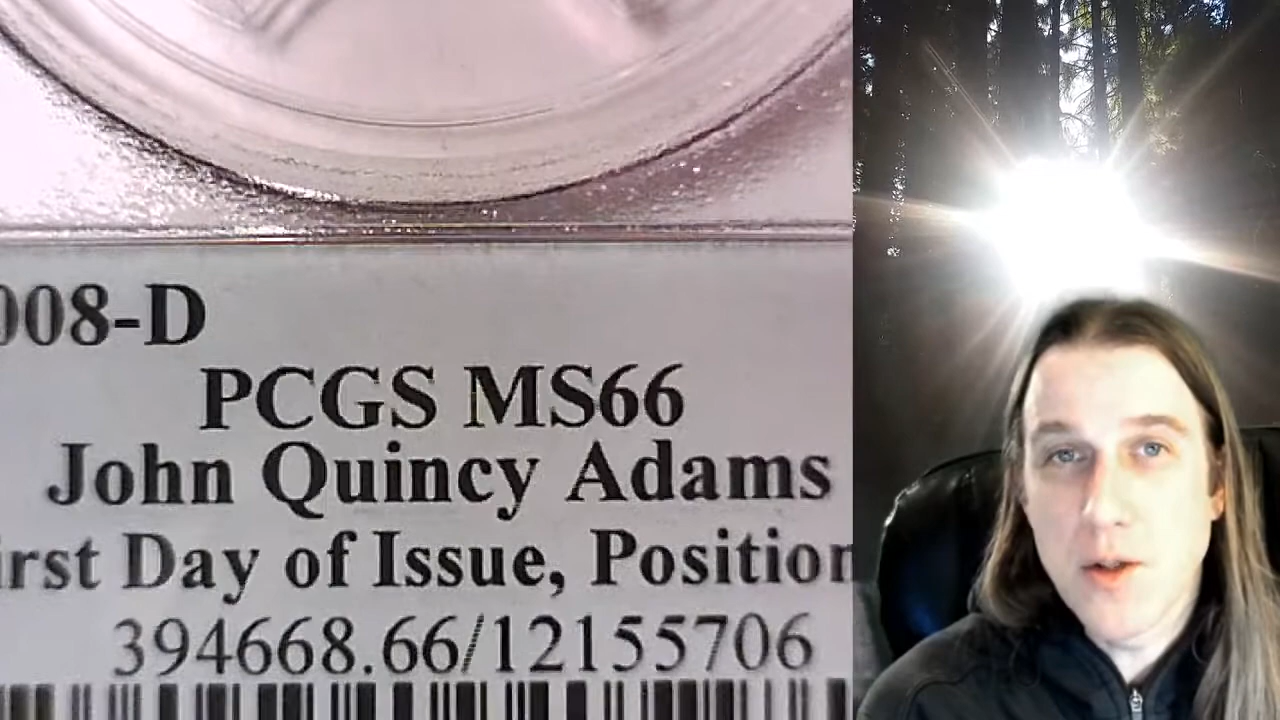 008-D
PCGS MS66
John Quincy Adams
irst Day of Issue, Position
394668.66/12155706